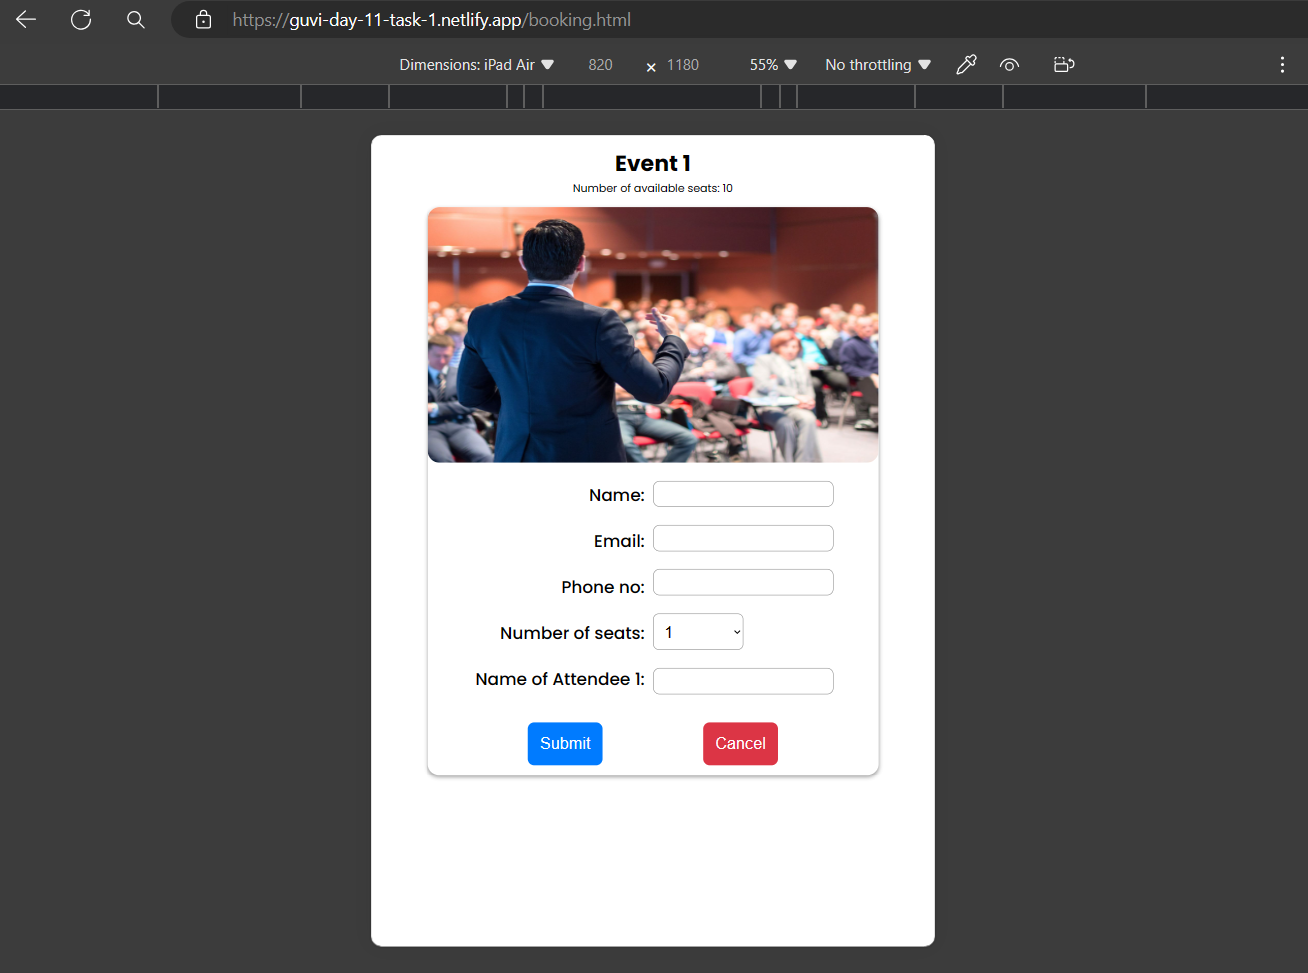 https://guvi-day-11-task-1.netlify.app/booking.html
Dimensions: iPad Air 820 × 1180 55% No throttling
Event 1
Number of available seats: 10
Name:
Email:
Phone no:
Number of seats: 1
Name of Attendee 1:
Submit Cancel